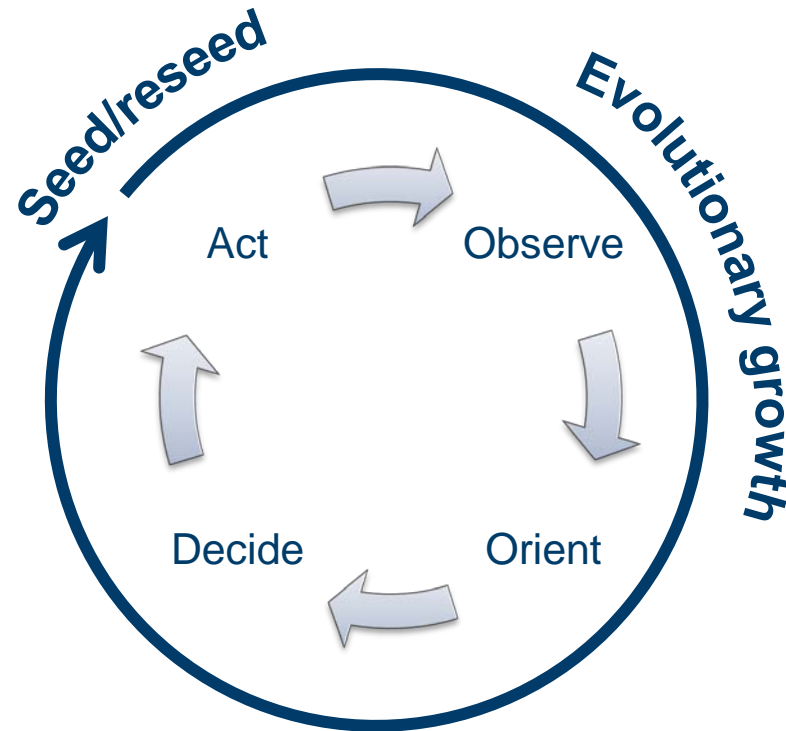 Seed/reseed
Evolutionary growth
Act
Observe
Decide
Orient